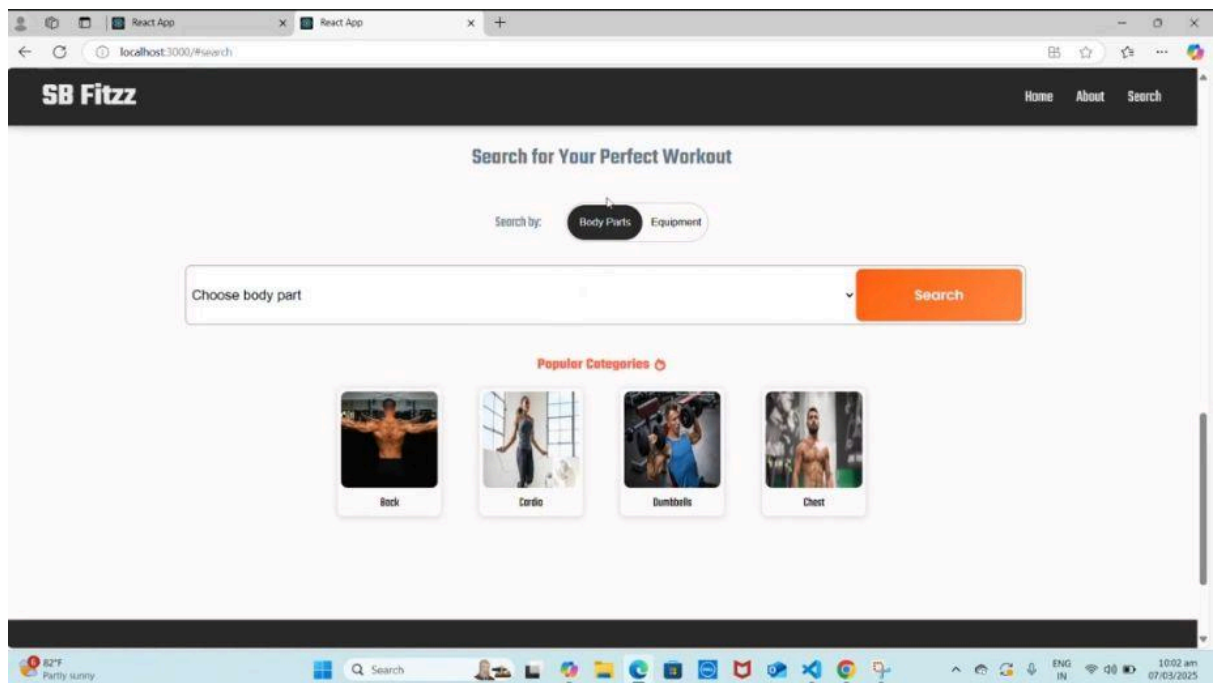 React App
React App
localhost:3000/#search
SB Fitzz
Home About Search
Search for Your Perfect Workout
Search by: Body Parts Equipment
Choose body part
Search
Popular Categories
Back Cardio Dumbbells Chest
82°F
Partly sunny
Search
ENG
IN
10:02 am
07/03/2025